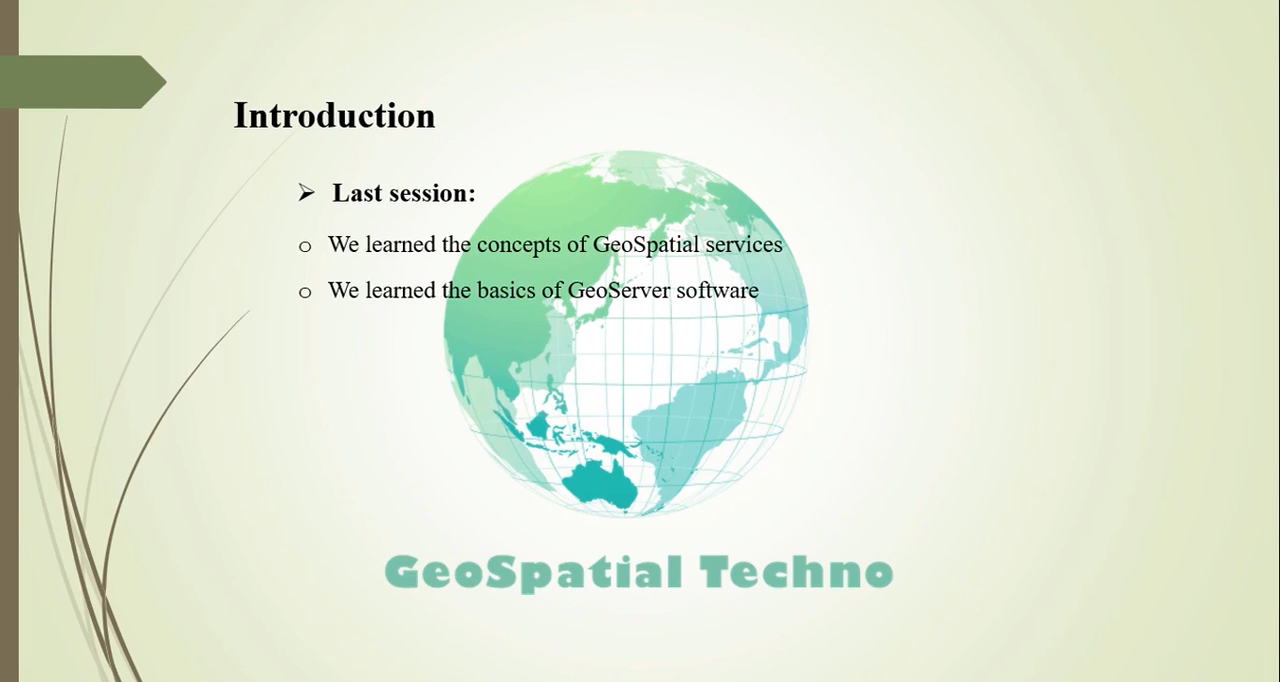 Introduction
Last session:
We learned the concepts of GeoSpatial services
We learned the basics of GeoServer software
GeoSpatial Techno